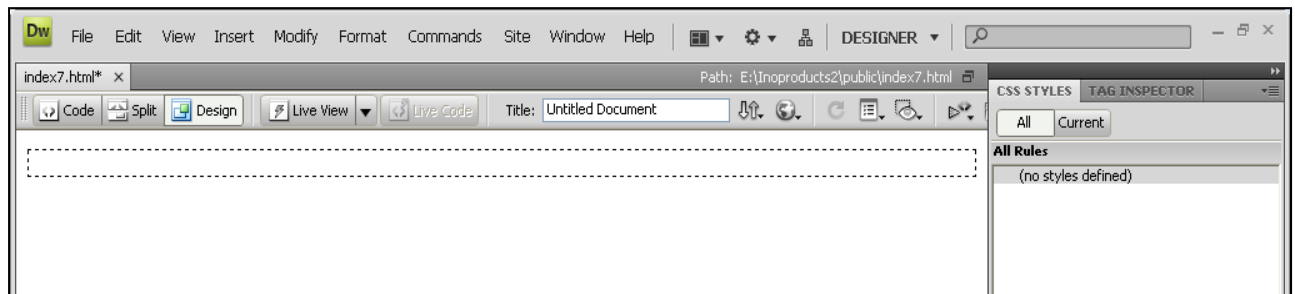 Dw File Edit View Insert Modify Format Commands Site Window Help DESIGNER
index7.html* × Path: E:\Inoproducts2\public\index7.html
Code Split Design Live View Live Code Title: Untitled Document
CSS STYLES TAG INSPECTOR
All Current
All Rules
(no styles defined)